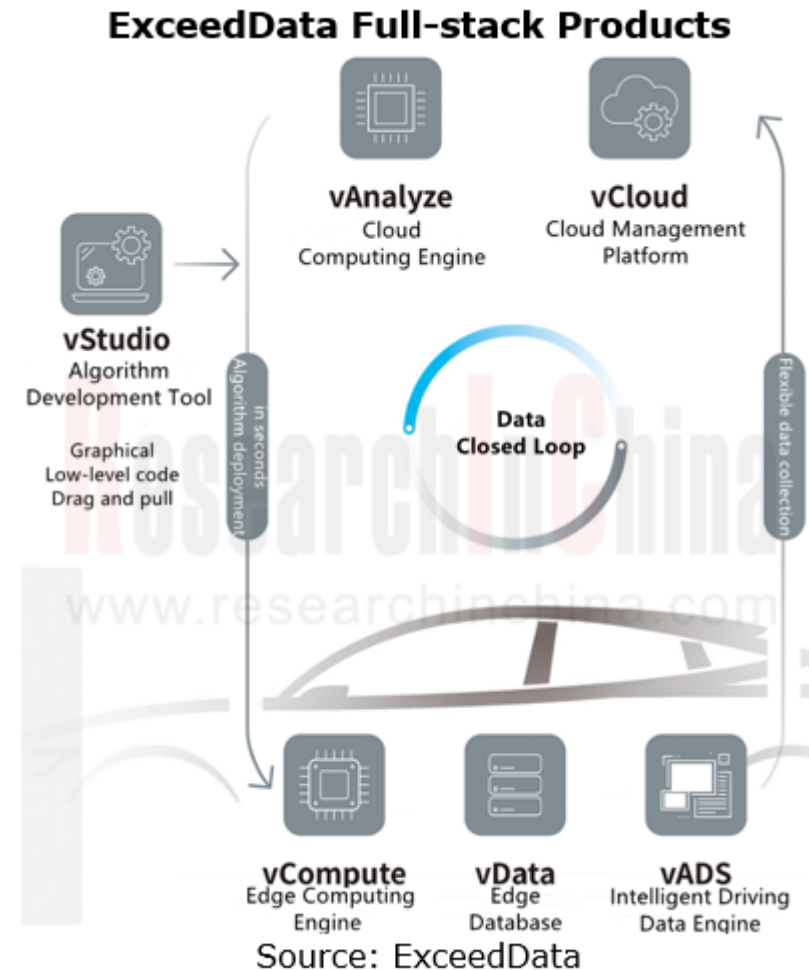 ExceedData Full-stack Products
vAnalyze
Cloud
Computing Engine
vCloud
Cloud Management
Platform
vStudio
Algorithm
Development Tool
Graphical
Low-level code
Drag and pull
Algorithm deployment
in seconds
Data
Closed Loop
Flexible data collection
ResearchInChina
www.researchinchina.com
vCompute
Edge Computing
Engine
vData
Edge
Database
vADS
Intelligent Driving
Data Engine
Source: ExceedData